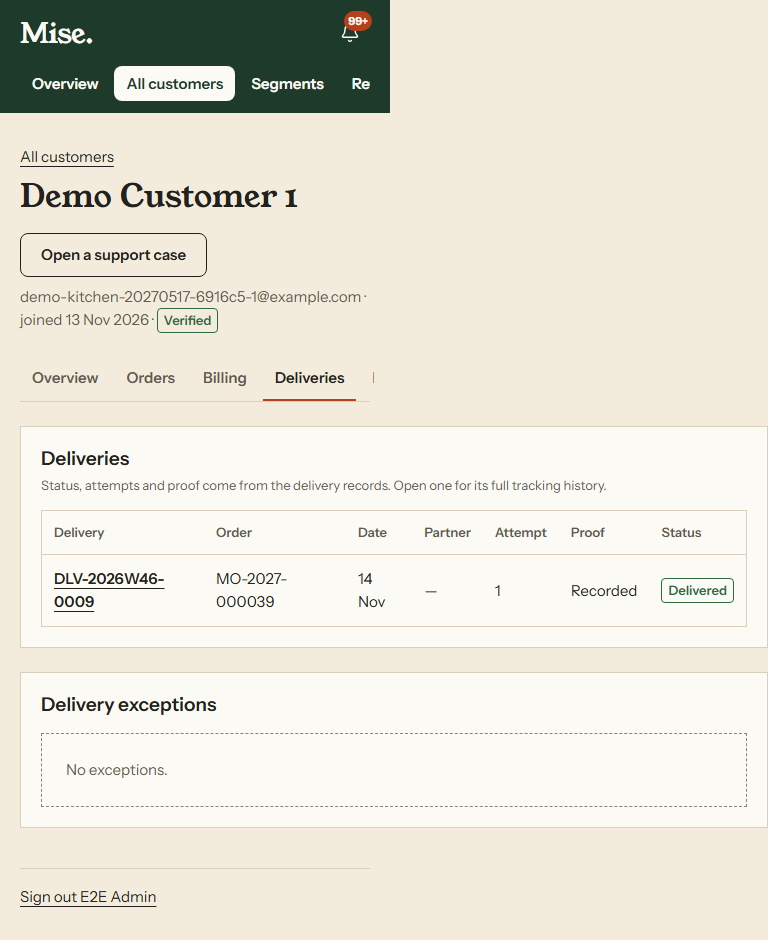 Mise.
99+
Overview All customers Segments Re
All customers
Demo Customer 1
Open a support case
demo-kitchen-20270517-6916c5-1@example.com ·
joined 13 Nov 2026 · Verified
Overview Orders Billing Deliveries
Deliveries
Status, attempts and proof come from the delivery records. Open one for its full tracking history.
Delivery Order Date Partner Attempt Proof Status
DLV-2026W46-0009 MO-2027-000039 14 Nov — 1 Recorded Delivered
Delivery exceptions
No exceptions.
Sign out E2E Admin